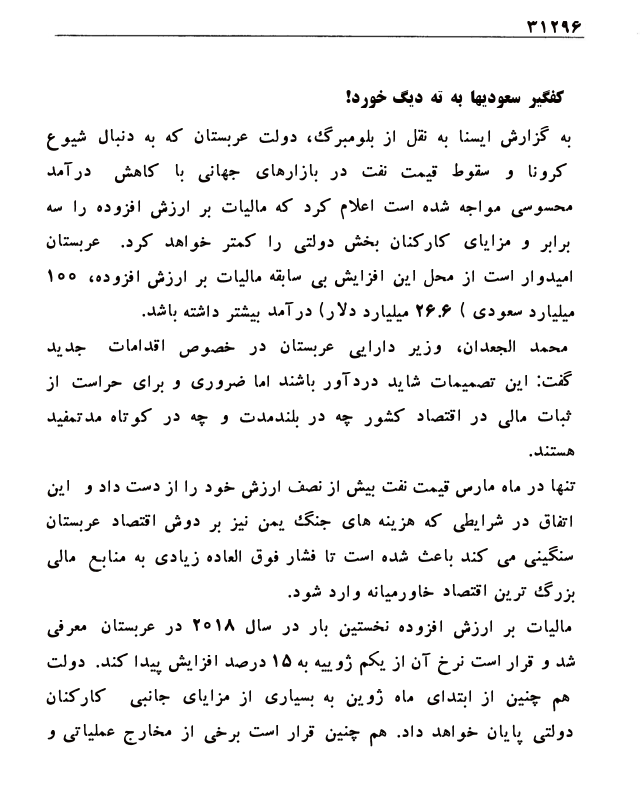 ۳۱۲۹۶
کفگیر سعودیها به ته دیگ خورد!
به گزارش ایسنا به نقل از بلومبرگ، دولت عربستان که به دنبال شیوع
کرونا و سقوط قیمت نفت در بازارهای جهانی با کاهش درآمد
محسوسی مواجه شده است اعلام کرد که مالیات بر ارزش افزوده را سه
برابر و مزایای کارکنان بخش دولتی را کمتر خواهد کرد. عربستان
امیدوار است از محل این افزایش بی سابقه مالیات بر ارزش افزوده، ۱۰۰
میلیارد سعودی ) ۲۶.۶ میلیارد دلار) درآمد بیشتر داشته باشد.
محمد الجعدان، وزیر دارایی عربستان در خصوص اقدامات جدید
گفت: این تصمیمات شاید دردآور باشند اما ضروری و برای حراست از
ثبات مالی در اقتصاد کشور چه در بلندمدت و چه در کوتاه مدتمفید
هستند.
تنها در ماه مارس قیمت نفت بیش از نصف ارزش خود را از دست داد و این
اتفاق در شرایطی که هزینه های جنگ یمن نیز بر دوش اقتصاد عربستان
سنگینی می کند باعث شده است تا فشار فوق العاده زیادی به منابع مالی
بزرگ ترین اقتصاد خاورمیانه وارد شود.
مالیات بر ارزش افزوده نخستین بار در سال ۲۰۱۸ در عربستان معرفی
شد و قرار است نرخ آن از یکم ژوییه به ۱۵ درصد افزایش پیدا کند. دولت
هم چنین از ابتدای ماه ژوین به بسیاری از مزایای جانبی کارکنان
دولتی پایان خواهد داد. هم چنین قرار است برخی از مخارج عملیاتی و